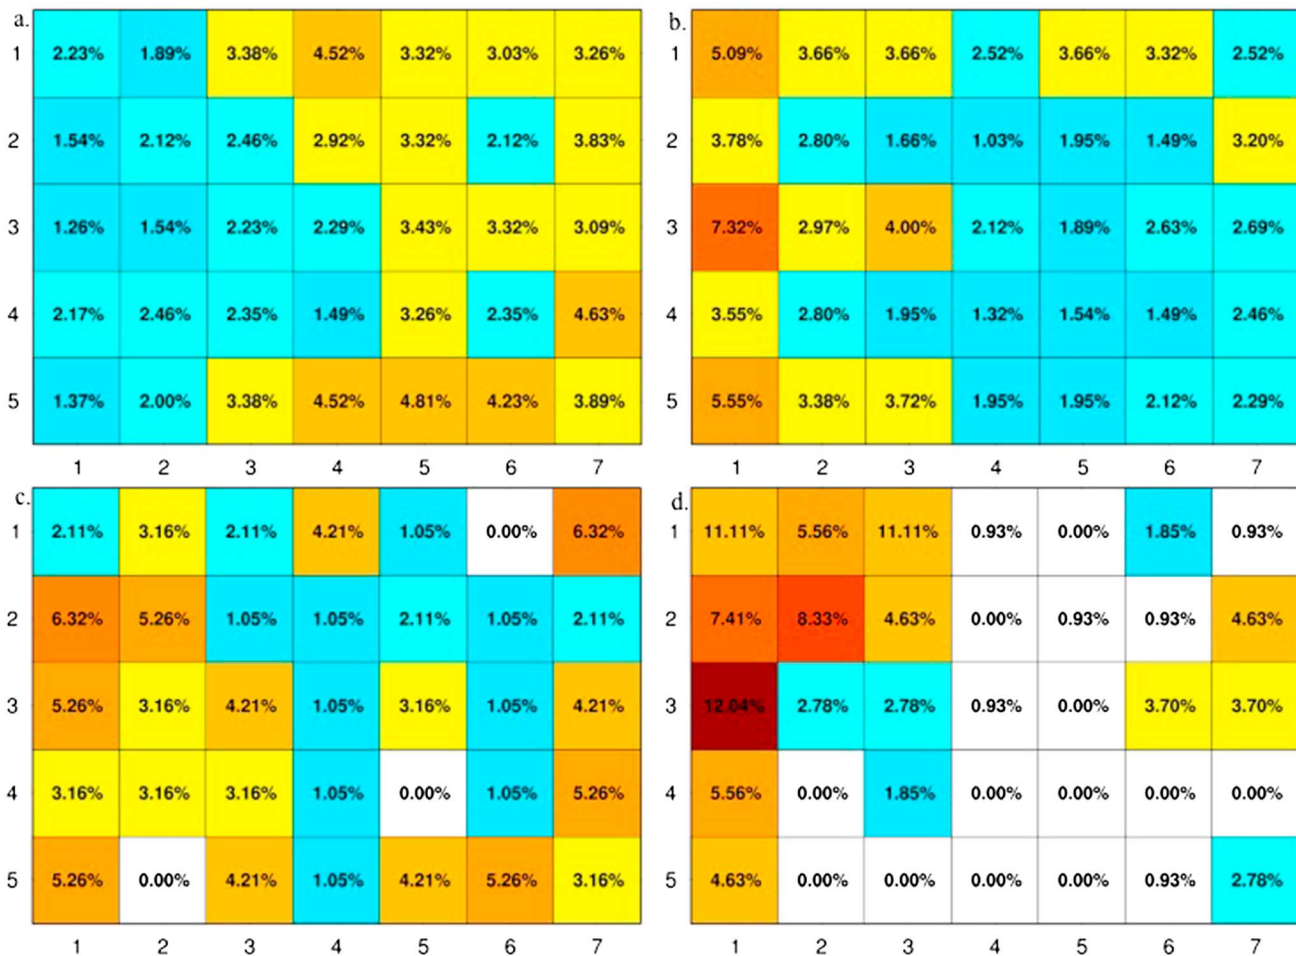 a.
1 2.23% 1.89% 3.38% 4.52% 3.32% 3.03% 3.26%
2 1.54% 2.12% 2.46% 2.92% 3.32% 2.12% 3.83%
3 1.26% 1.54% 2.23% 2.29% 3.43% 3.32% 3.09%
4 2.17% 2.46% 2.35% 1.49% 3.26% 2.35% 4.63%
5 1.37% 2.00% 3.38% 4.52% 4.81% 4.23% 3.89%
1 2 3 4 5 6 7
b.
1 5.09% 3.66% 3.66% 2.52% 3.66% 3.32% 2.52%
2 3.78% 2.80% 1.66% 1.03% 1.95% 1.49% 3.20%
3 7.32% 2.97% 4.00% 2.12% 1.89% 2.63% 2.69%
4 3.55% 2.80% 1.95% 1.32% 1.54% 1.49% 2.46%
5 5.55% 3.38% 3.72% 1.95% 1.95% 2.12% 2.29%
1 2 3 4 5 6 7
c.
1 2.11% 3.16% 2.11% 4.21% 1.05% 0.00% 6.32%
2 6.32% 5.26% 1.05% 1.05% 2.11% 1.05% 2.11%
3 5.26% 3.16% 4.21% 1.05% 3.16% 1.05% 4.21%
4 3.16% 3.16% 3.16% 1.05% 0.00% 1.05% 5.26%
5 5.26% 0.00% 4.21% 1.05% 4.21% 5.26% 3.16%
1 2 3 4 5 6 7
d.
1 11.11% 5.56% 11.11% 0.93% 0.00% 1.85% 0.93%
2 7.41% 8.33% 4.63% 0.00% 0.93% 0.93% 4.63%
3 12.04% 2.78% 2.78% 0.93% 0.00% 3.70% 3.70%
4 5.56% 0.00% 1.85% 0.00% 0.00% 0.00% 0.00%
5 4.63% 0.00% 0.00% 0.00% 0.00% 0.93% 2.78%
1 2 3 4 5 6 7